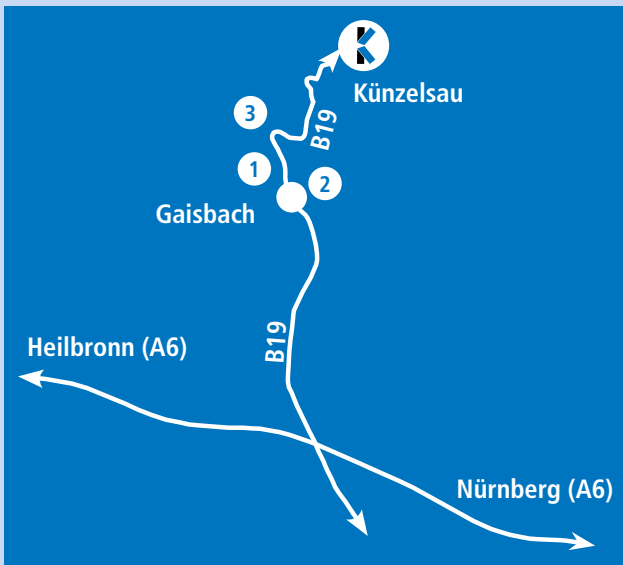 K
Künzelsau
3
B19
1
2
Gaisbach
B19
Heilbronn (A6)
Nürnberg (A6)